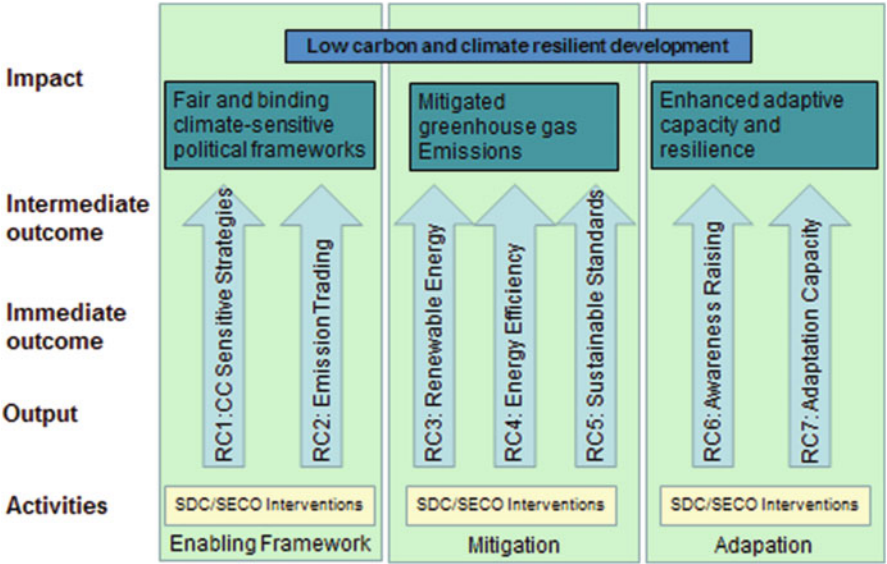 Low carbon and climate resilient development
Impact
Fair and binding
climate-sensitive
political frameworks
Mitigated
greenhouse gas
Emissions
Enhanced adaptive
capacity and
resilience
Intermediate
outcome
Immediate
outcome
Output
RC1:CC Sensitive Strategies
RC2: Emission Trading
RC3: Renewable Energy
RC4: Energy Efficiency
RC5: Sustainable Standards
RC6: Awareness Raising
RC7: Adaptation Capacity
Activities
SDC/SECO Interventions
SDC/SECO Interventions
SDC/SECO Interventions
Enabling Framework
Mitigation
Adapation